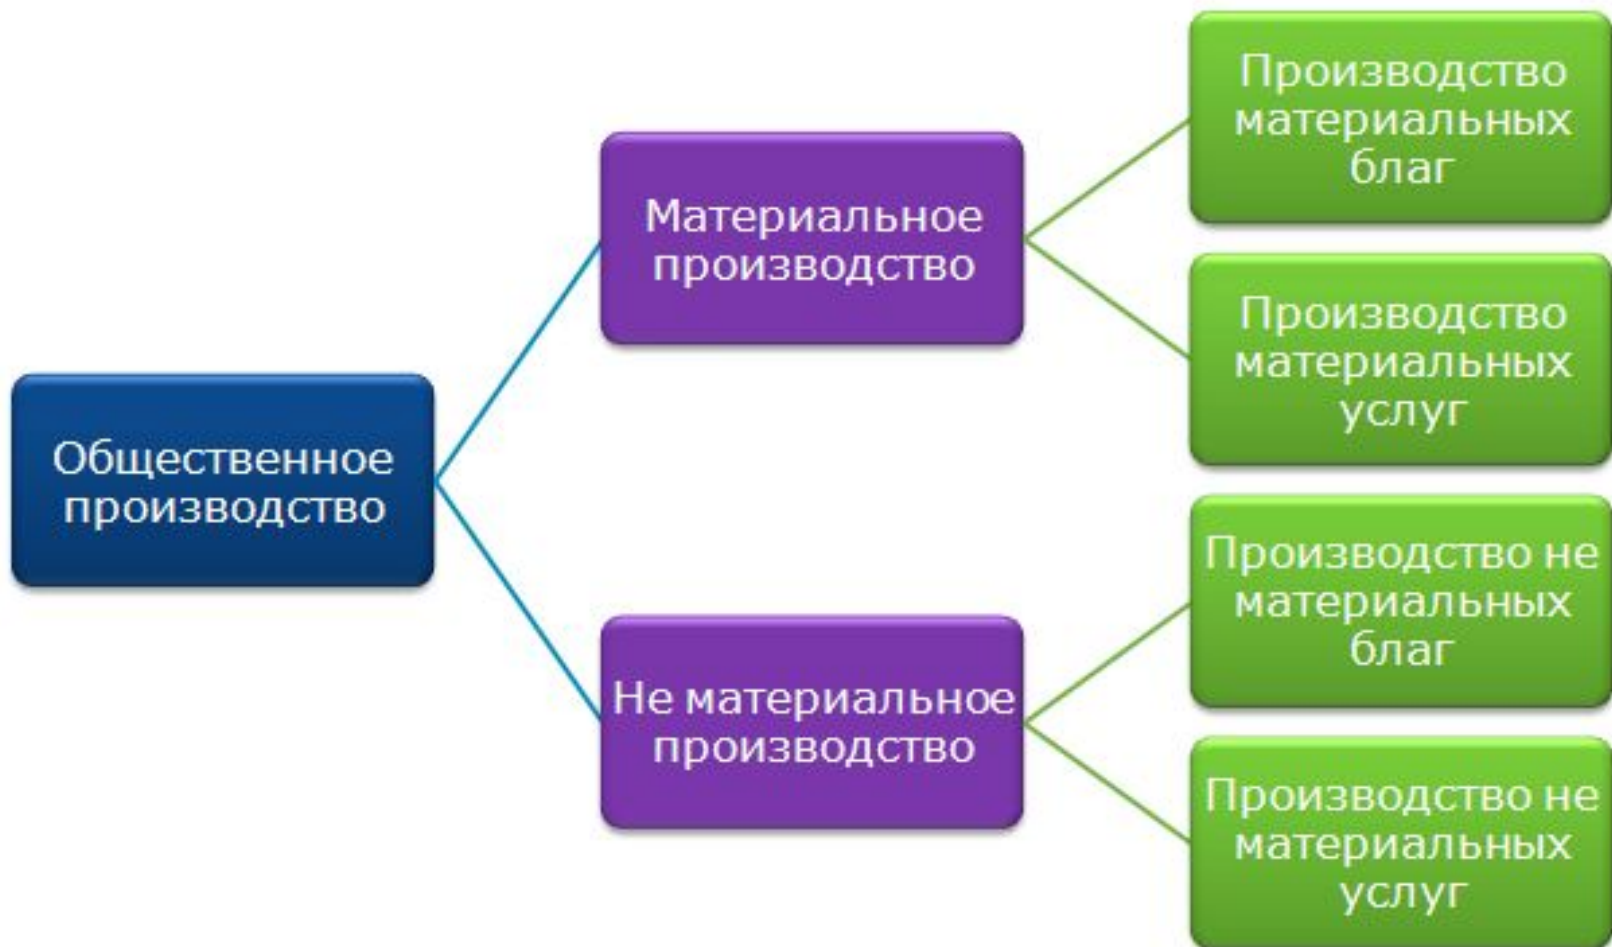 Общественное
производство
Материальное
производство
Не материальное
производство
Производство
материальных
благ
Производство
материальных
услуг
Производство не
материальных
благ
Производство не
материальных
услуг